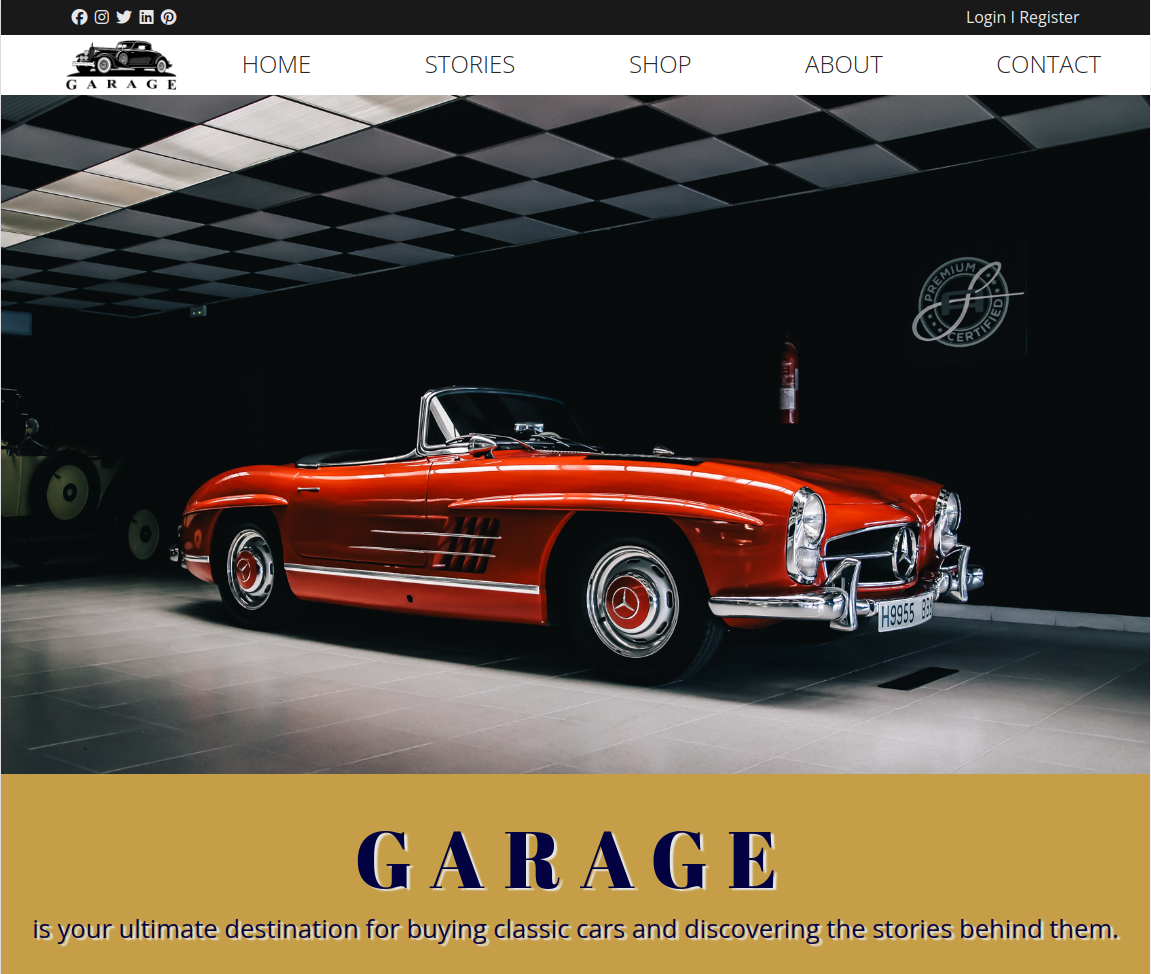 Login I Register
GARAGE
HOME STORIES SHOP ABOUT CONTACT
PREMIUM
CERTIFIED
H9955
GARAGE
is your ultimate destination for buying classic cars and discovering the stories behind them.